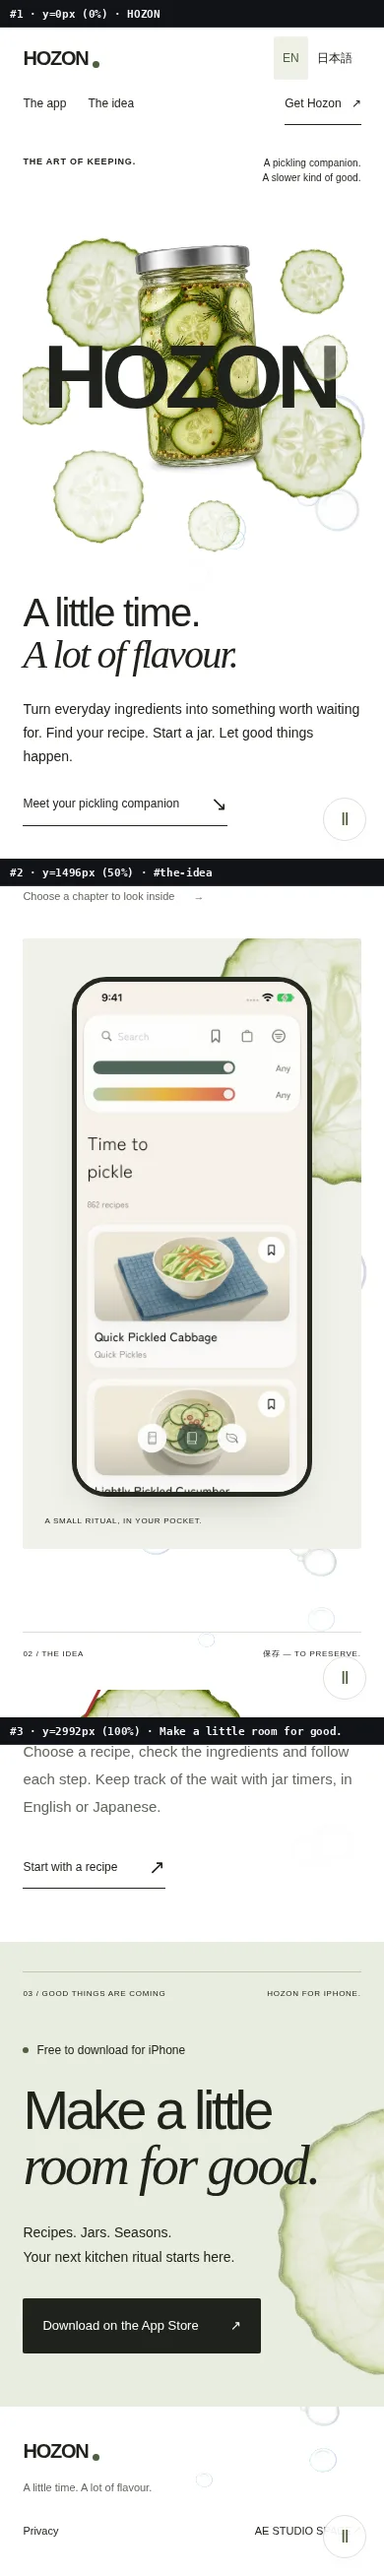 #1 · y=0px (0%) · HOZON
HOZON
EN 日本語
The app The idea Get Hozon ↗
THE ART OF KEEPING.
A pickling companion.
A slower kind of good.
HOZON
A little time.
A lot of flavour.
Turn everyday ingredients into something worth waiting
for. Find your recipe. Start a jar. Let good things
happen.
Meet your pickling companion ↘
#2 · y=1496px (50%) · #the-idea
Choose a chapter to look inside →
9:41
Search
Any
Any
Time to
pickle
862 recipes
Quick Pickled Cabbage
Quick Pickles
Lightly Pickled Cucumber
A SMALL RITUAL, IN YOUR POCKET.
02 / THE IDEA 保存 — TO PRESERVE.
#3 · y=2992px (100%) · Make a little room for good.
Choose a recipe, check the ingredients and follow
each step. Keep track of the wait with jar timers, in
English or Japanese.
Start with a recipe ↗
03 / GOOD THINGS ARE COMING HOZON FOR IPHONE.
Free to download for iPhone
Make a little
room for good.
Recipes. Jars. Seasons.
Your next kitchen ritual starts here.
Download on the App Store ↗
HOZON
A little time. A lot of flavour.
Privacy AE STUDIO